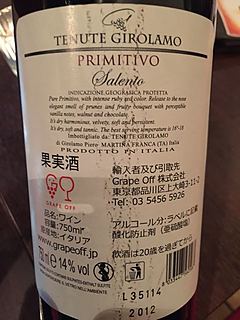 TENUTE GIROLAMO
PRIMITIVO
Salento
INDICAZIONE GEOGRAFICA PROTETTA
Pure Primitivo, with intense ruby red color. Release to the nose
elegant smell of prunes and fruity bouquet with perceptible
vanilla notes, walnut and chocolate.
It's dry harmonious, velvety, soft and persistent.
It's dry, soft and tannic. The best serving temperature is 16°-18
Imbottigliato da: TENUTE GIROLAMO
di Girolamo Piero- MARTINA FRANCA (TA) Italia
PRODOTTO IN ITALIA
果実酒
GRAPE OFF
品名：ワイン
容量：750ml
原産地：イタリア
www.grapeoff.jp
輸入者及び引取先
Grape Off 株式会社
東京都品川区上大崎3-11-2
Tel: 03 5456 5926
アルコール分：ラベルに記載
酸化防止剤（亜硫酸塩）
飲酒は20歳を過ぎてから
14% vol
L35114
2012